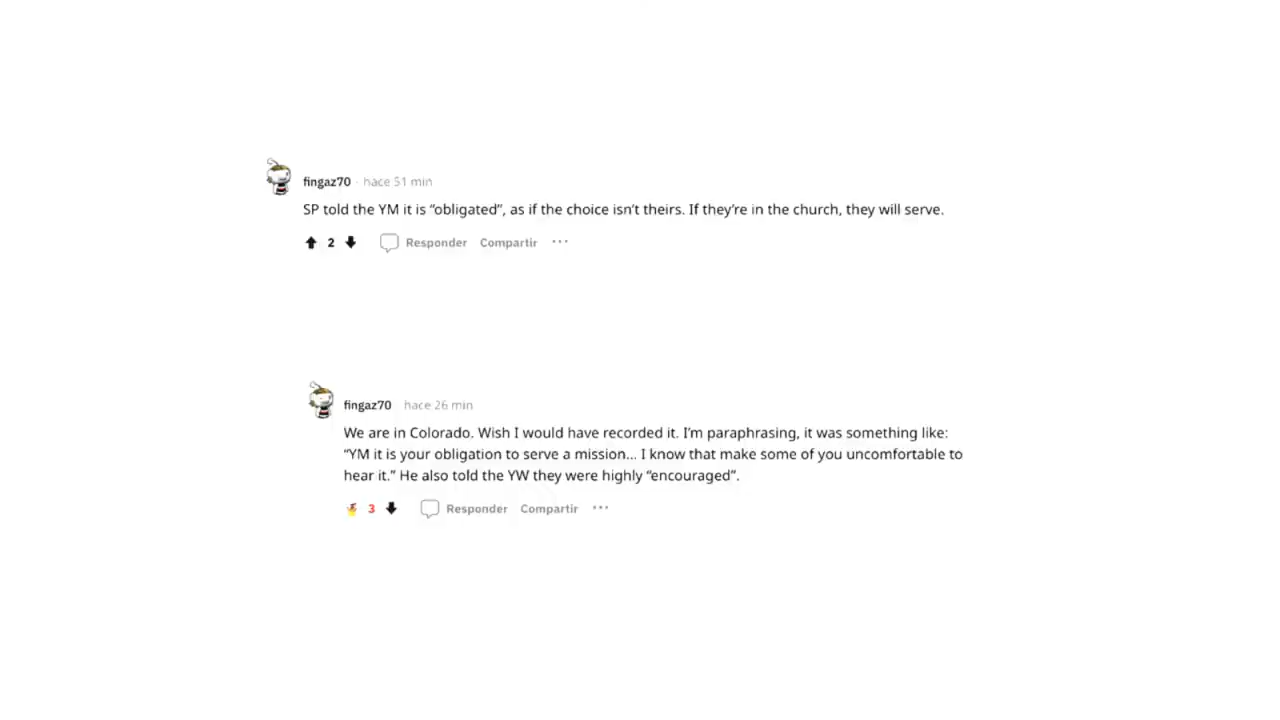 fingaz70 · hace 51 min
SP told the YM it is “obligated”, as if the choice isn’t theirs. If they’re in the church, they will serve.
2 Responder Compartir ···
fingaz70 hace 26 min
We are in Colorado. Wish I would have recorded it. I’m paraphrasing, it was something like:
“YM it is your obligation to serve a mission... I know that make some of you uncomfortable to
hear it.” He also told the YW they were highly “encouraged”.
3 Responder Compartir ···